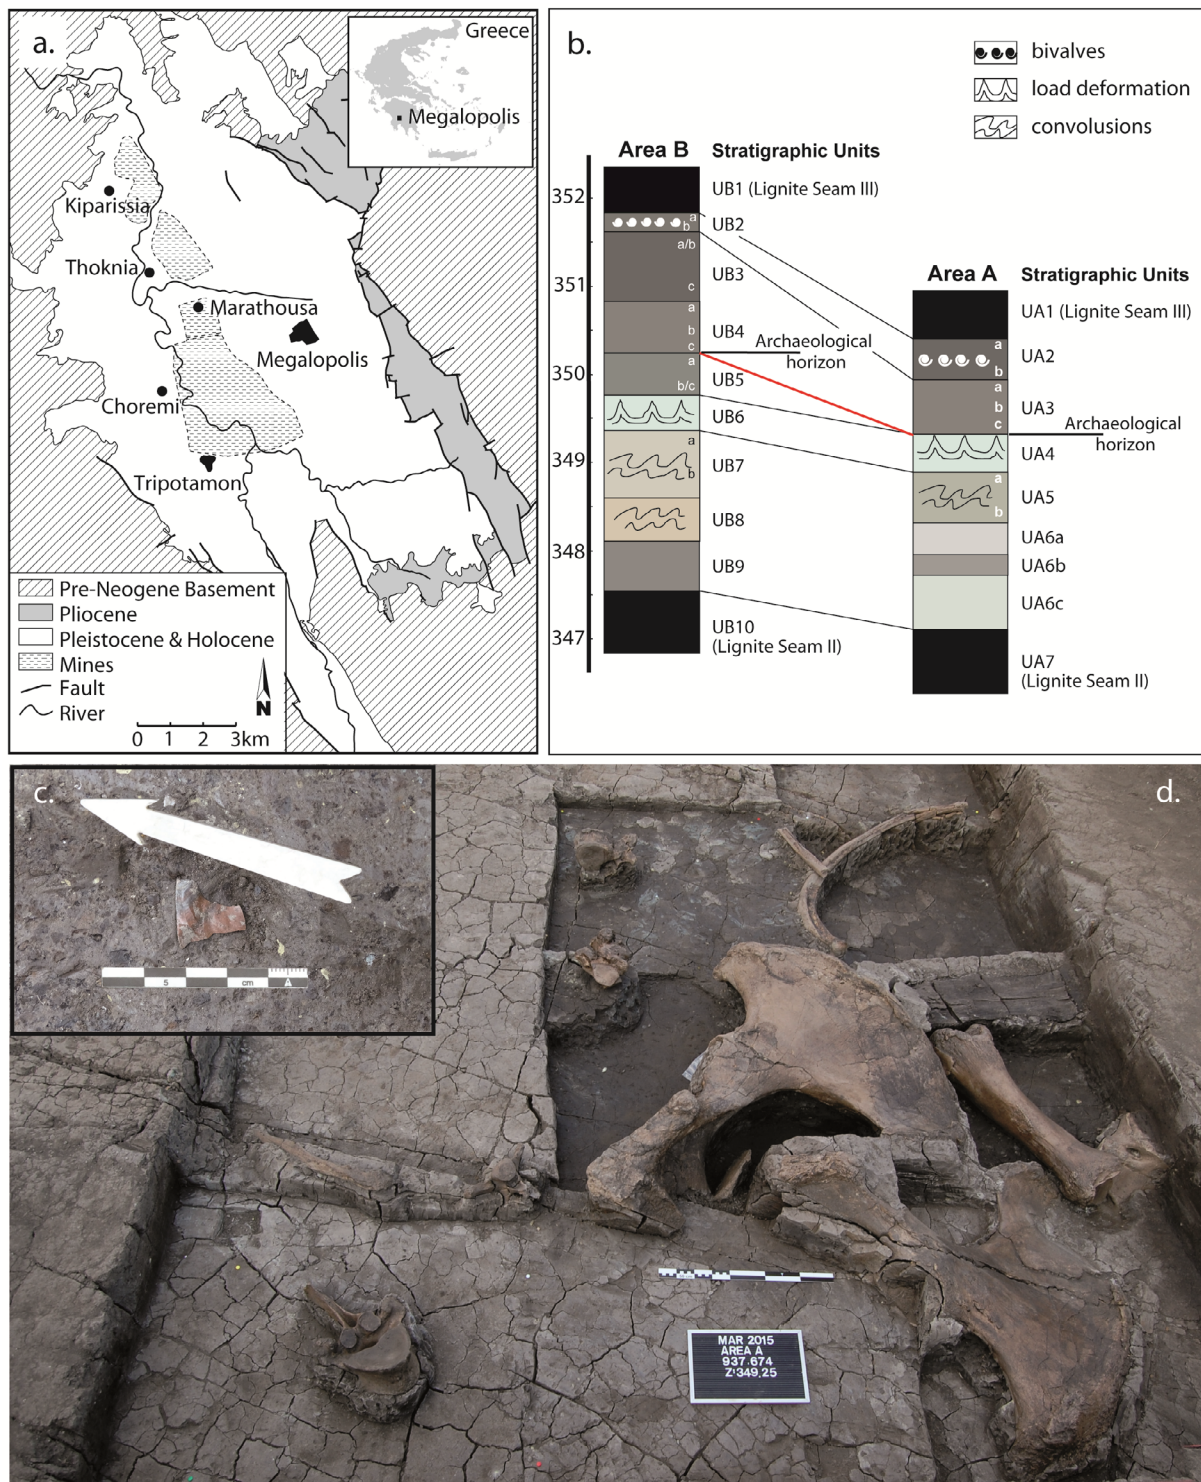 a.
Greece
Megalopolis
Kiparissia
Thoknia
Marathousa
Megalopolis
Choremi
Tripotamon
Pre-Neogene Basement
Pliocene
Pleistocene & Holocene
Mines
Fault
River
N
0 1 2 3km
b.
bivalves
load deformation
convolusions
Area B Stratigraphic Units
352
351
350
349
348
347
UB1 (Lignite Seam III)
a
b
UB2
a/b
UB3
c
a
b
UB4
c
a
UB5
b/c
UB6
a
UB7
b
UB8
UB9
UB10
(Lignite Seam II)
Archaeological
horizon
Area A Stratigraphic Units
UA1 (Lignite Seam III)
a
UA2
b
a
b
UA3
c
Archaeological
horizon
UA4
a
UA5
b
UA6a
UA6b
UA6c
UA7
(Lignite Seam II)
c.
5 cm A
d.
MAR 2015
AREA A
937.674
Z:349.25